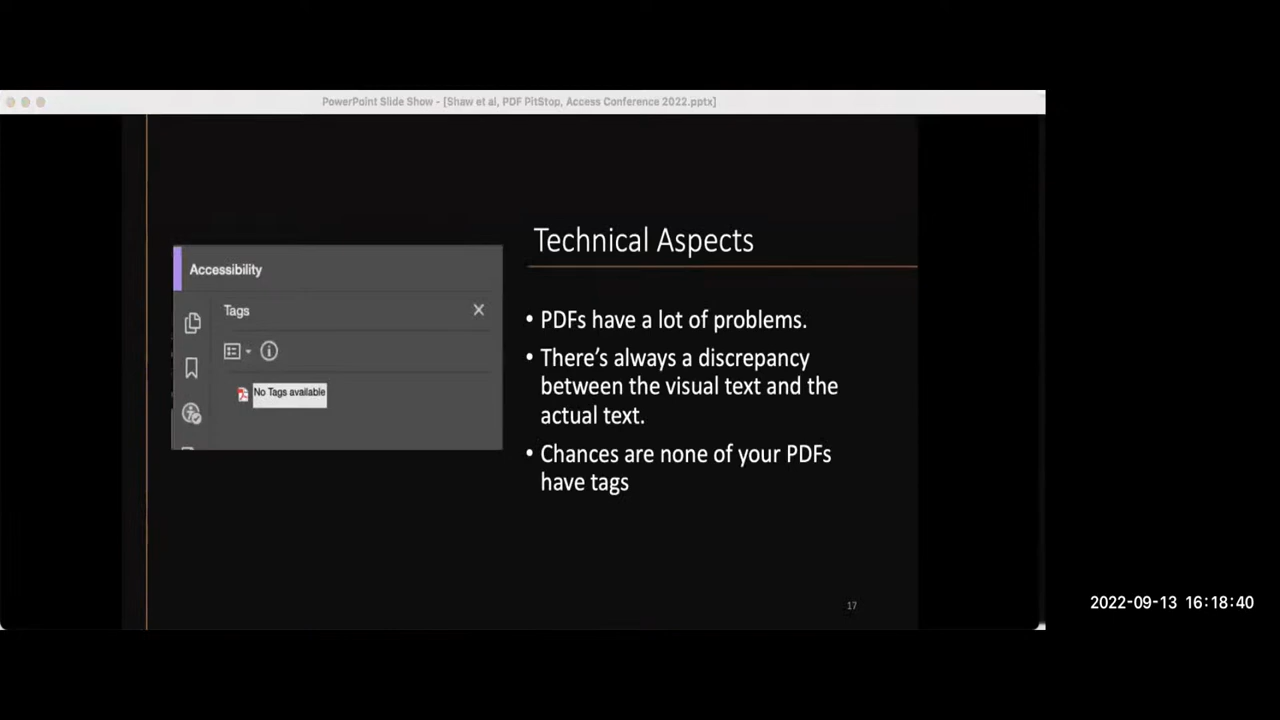 PowerPoint Slide Show - [Shaw et al, PDF PitStop, Access Conference 2022.pptx]
Accessibility
Tags
No Tags available
Technical Aspects
• PDFs have a lot of problems.
• There's always a discrepancy
between the visual text and the
actual text.
• Chances are none of your PDFs
have tags
17
2022-09-13 16:18:40